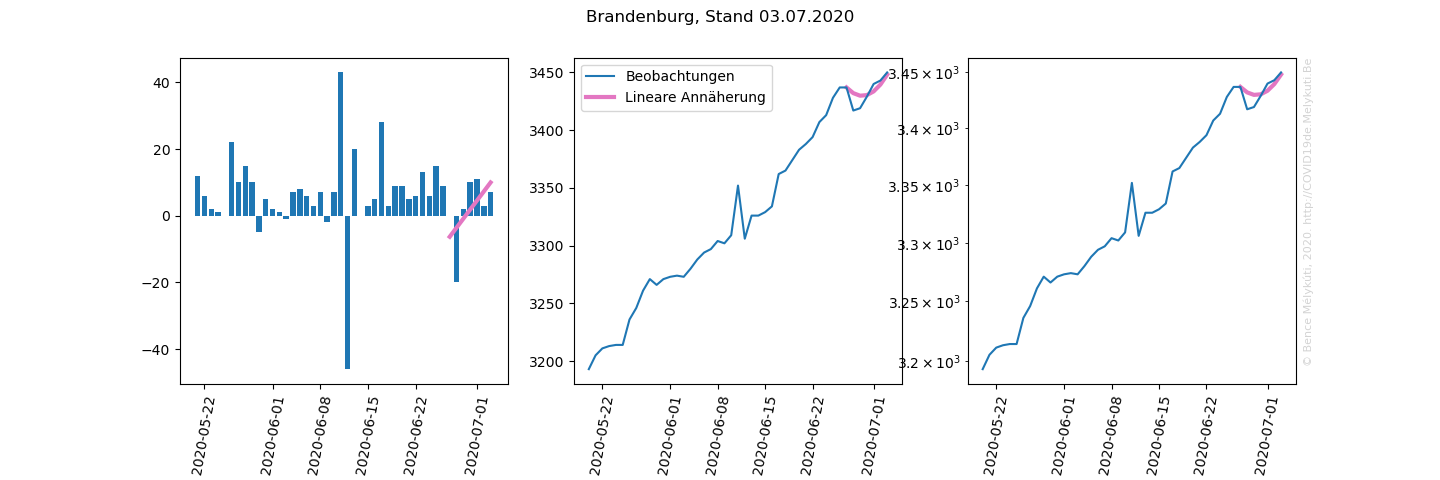 Brandenburg, Stand 03.07.2020
40
20
0
−20
−40
2020-05-22
2020-06-01
2020-06-08
2020-06-15
2020-06-22
2020-07-01
Beobachtungen
Lineare Annäherung
3450
3400
3350
3300
3250
3200
2020-05-22
2020-06-01
2020-06-08
2020-06-15
2020-06-22
2020-07-01
3.45 × 10³
3.4 × 10³
3.35 × 10³
3.3 × 10³
3.25 × 10³
3.2 × 10³
2020-05-22
2020-06-01
2020-06-08
2020-06-15
2020-06-22
2020-07-01
© Bence Mélykúti, 2020. http://COVID19de.Melykuti.Be